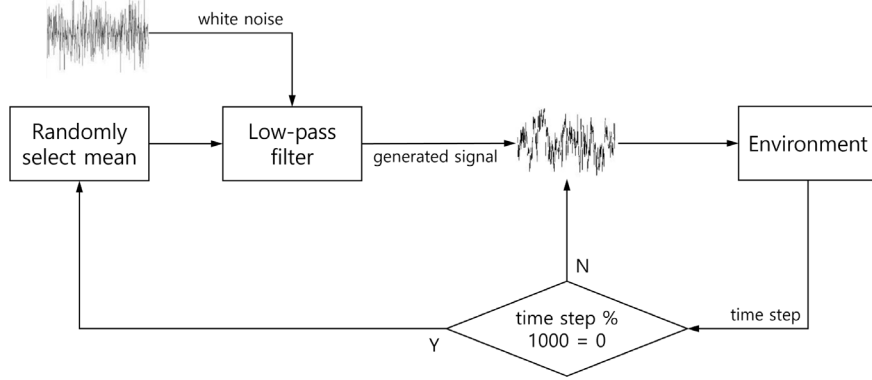 white noise
Randomly
select mean
Low-pass
filter
generated signal
Environment
N
time step %
1000 = 0
time step
Y